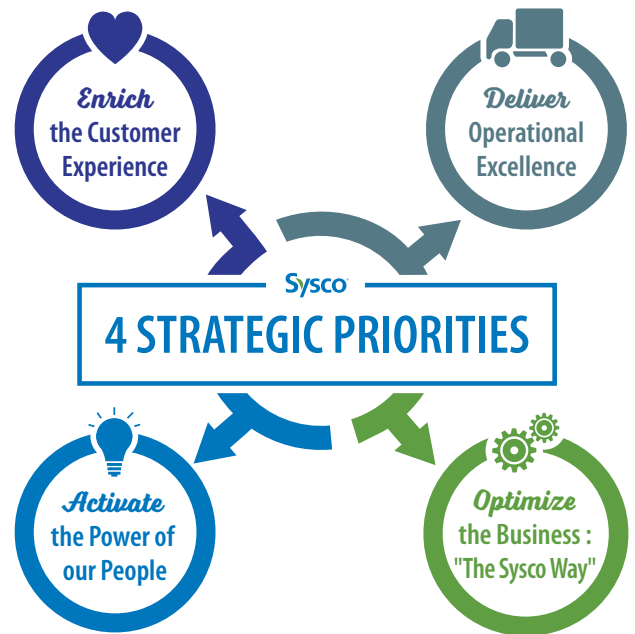 Enrich
the Customer
Experience
Deliver
Operational
Excellence
Sysco
4 STRATEGIC PRIORITIES
Activate
the Power of
our People
Optimize
the Business :
"The Sysco Way"